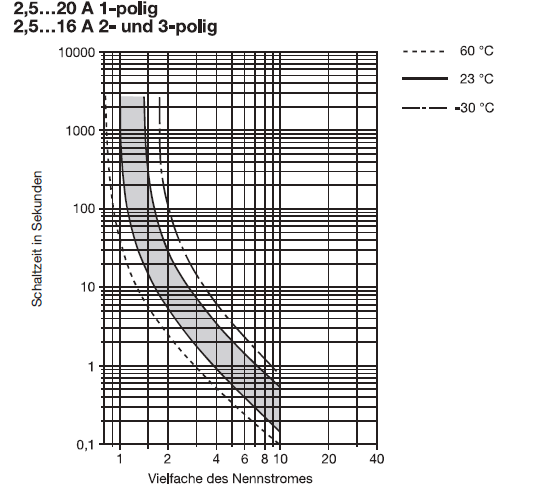 2,5...20 A 1-polig
2,5...16 A 2- und 3-polig
10000
1000
100
10
1
0,1
Schaltzeit in Sekunden
1 2 4 6 8 10 20 40
Vielfache des Nennstromes
60 °C
23 °C
-30 °C